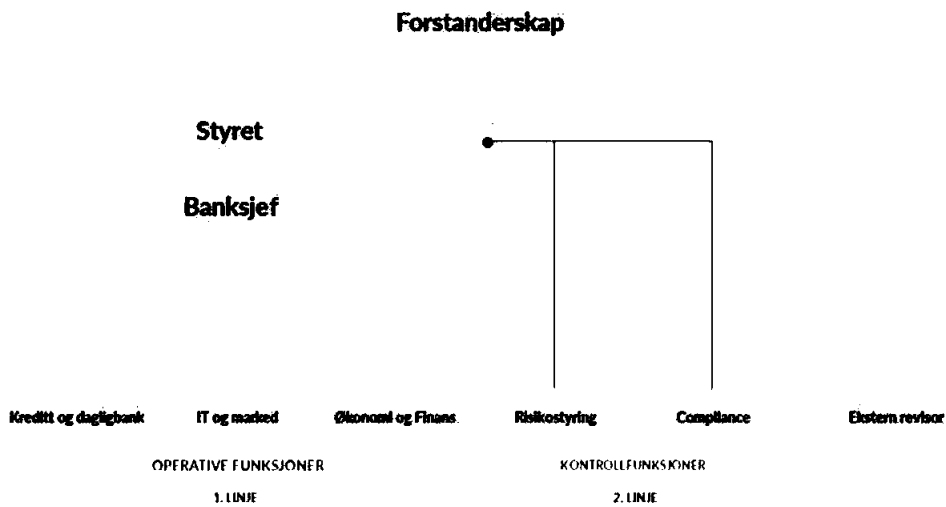 Forstanderskap
Styret
Banksjef
Kreditt og dagligbank IT og marked Økonomi og Finans Risikostyring Compliance Ekstern revisor
OPERATIVE FUNKSJONER KONTROLLFUNKSJONER
1. LINJE 2. LINJE